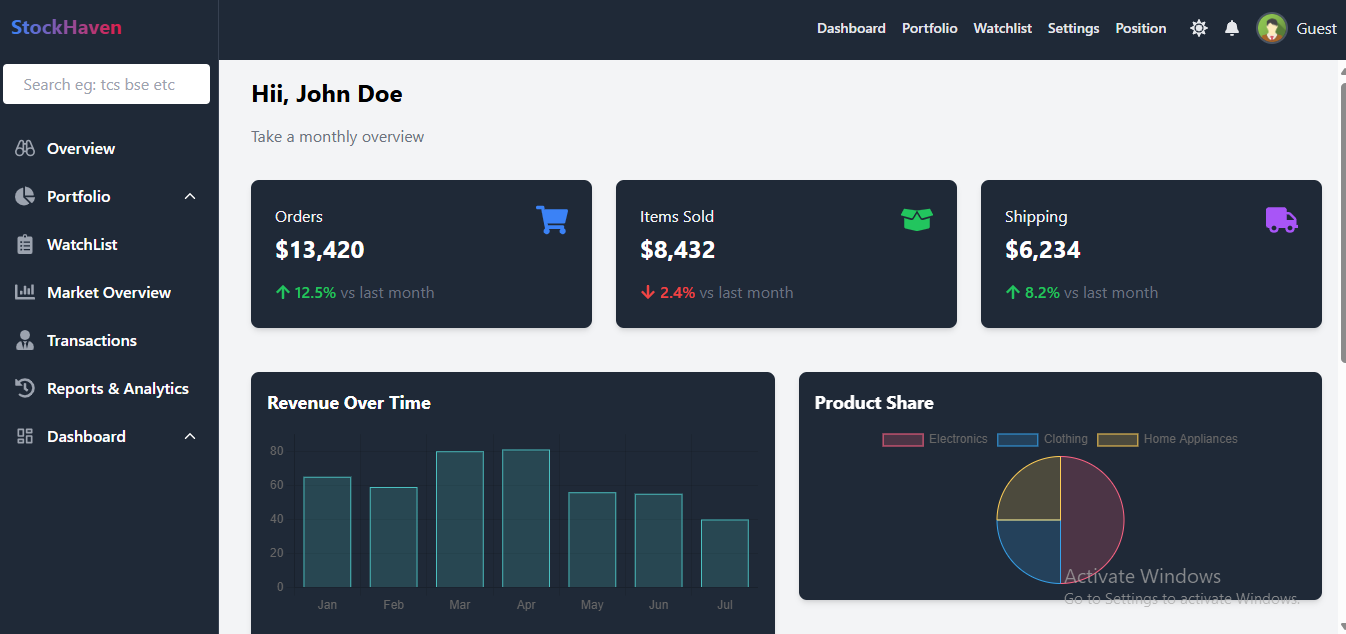 StockHaven
Dashboard Portfolio Watchlist Settings Position Guest
Search eg: tcs bse etc
Overview
Portfolio
WatchList
Market Overview
Transactions
Reports & Analytics
Dashboard
Hii, John Doe
Take a monthly overview
Orders
$13,420
12.5% vs last month
Items Sold
$8,432
2.4% vs last month
Shipping
$6,234
8.2% vs last month
Revenue Over Time
80
60
40
20
0
Jan Feb Mar Apr May Jun Jul
Product Share
Electronics Clothing Home Appliances
Activate Windows
Go to Settings to activate Windows.